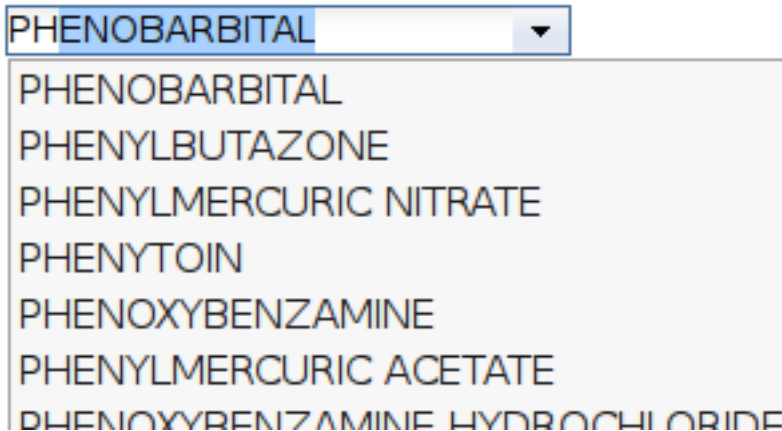 PHENOBARBITAL
PHENOBARBITAL
PHENYLBUTAZONE
PHENYLMERCURIC NITRATE
PHENYTOIN
PHENOXYBENZAMINE
PHENYLMERCURIC ACETATE
PHENOXYBENZAMINE HYDROCHLORIDE